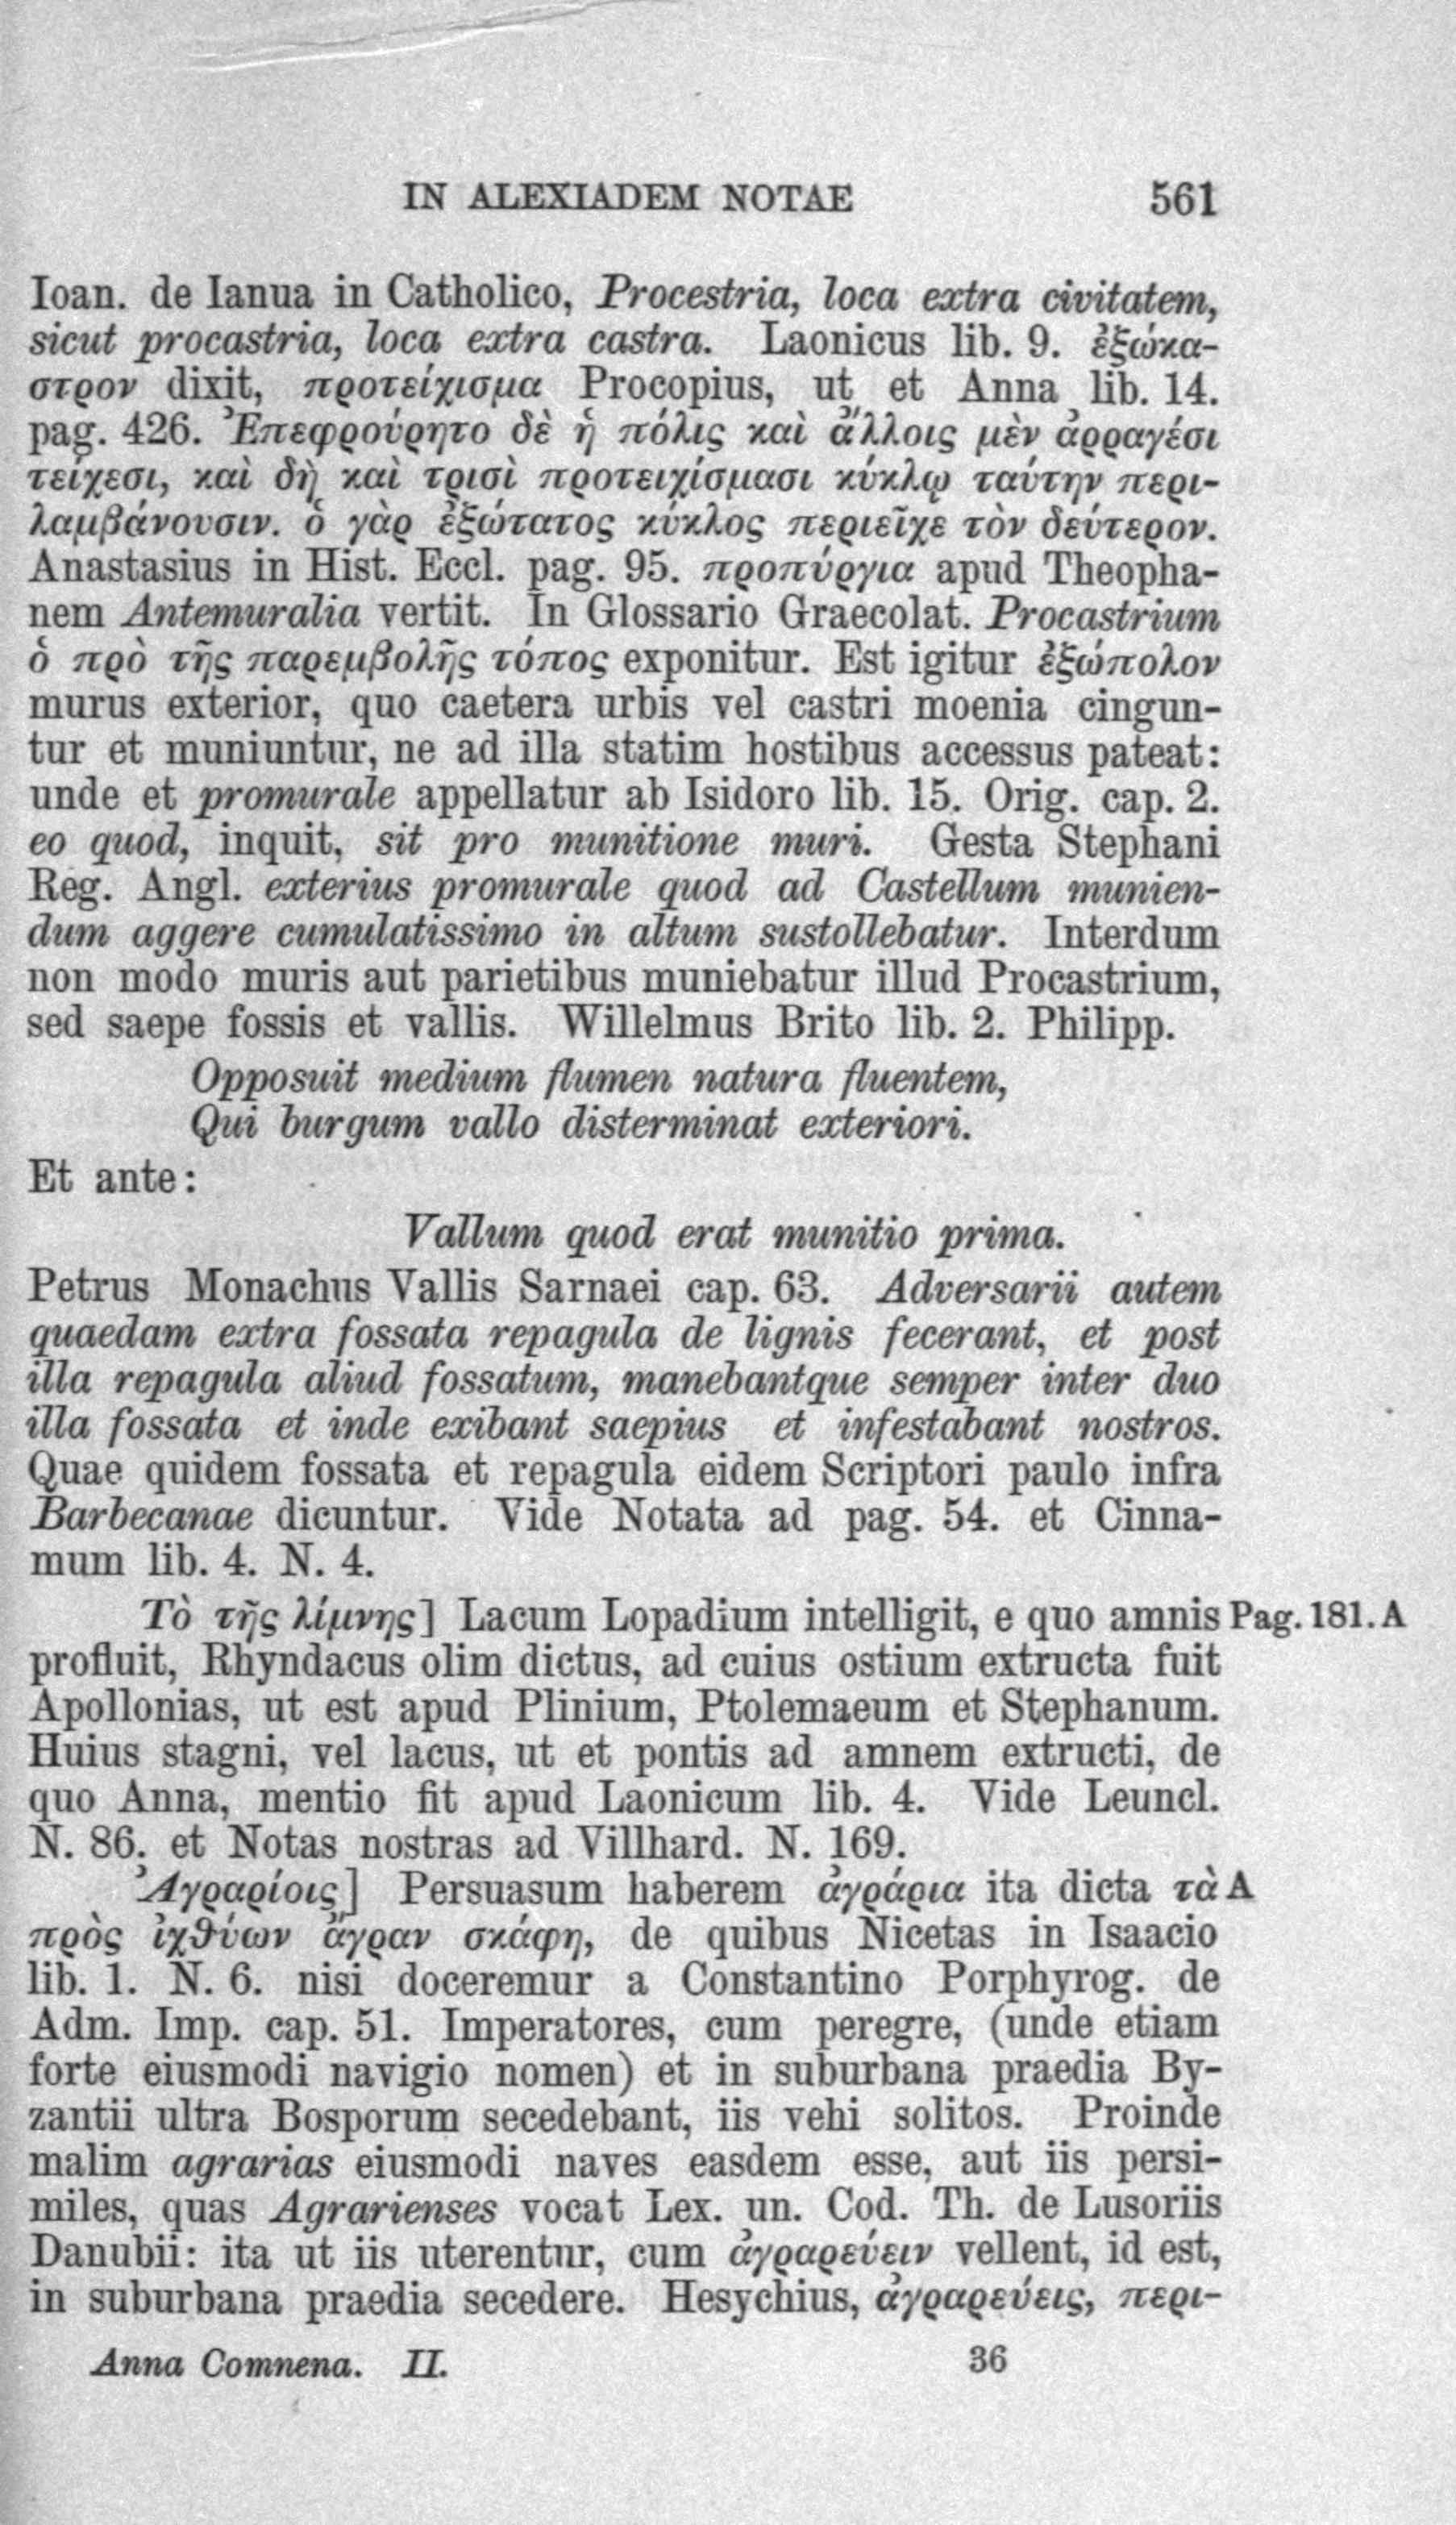 IN ALEXIADEM NOTAE 561
Ioan. de Ianua in Catholico, Procestria, loca extra civitatem,
sicut procastria, loca extra castra. Laonicus lib. 9. ἐξώκα-
στρον dixit, προτείχισμα Procopius, ut et Anna lib. 14.
pag. 426. Ἐπεφρούρητο δὲ ἡ πόλις καὶ ἄλλοις μὲν ἀρραγέσι
τείχεσι, καὶ δὴ καὶ τρισὶ προτειχίσμασι κύκλῳ ταύτην περι-
λαμβάνουσιν. ὁ γὰρ ἐξώτατος κύκλος περιεῖχε τὸν δεύτερον.
Anastasius in Hist. Eccl. pag. 95. προπύργια apud Theopha-
nem Antemuralia vertit. In Glossario Graecolat. Procastrium
ὁ πρὸ τῆς παρεμβολῆς τόπος exponitur. Est igitur ἐξώπολον
murus exterior, quo caetera urbis vel castri moenia cingun-
tur et muniuntur, ne ad illa statim hostibus accessus pateat:
unde et promurale appellatur ab Isidoro lib. 15. Orig. cap. 2.
eo quod, inquit, sit pro munitione muri. Gesta Stephani
Reg. Angl. exterius promurale quod ad Castellum munien-
dum aggere cumulatissimo in altum sustollebatur. Interdum
non modo muris aut parietibus muniebatur illud Procastrium,
sed saepe fossis et vallis. Willelmus Brito lib. 2. Philipp.
Opposuit medium flumen natura fluentem,
Qui burgum vallo disterminat exteriori.
Et ante:
Vallum quod erat munitio prima.
Petrus Monachus Vallis Sarnaei cap. 63. Adversarii autem
quaedam extra fossata repagula de lignis fecerant, et post
illa repagula aliud fossatum, manebantque semper inter duo
illa fossata et inde exibant saepius et infestabant nostros.
Quae quidem fossata et repagula eidem Scriptori paulo infra
Barbecanae dicuntur. Vide Notata ad pag. 54. et Cinna-
mum lib. 4. N. 4.
Τὸ τῆς λίμνης] Lacum Lopadium intelligit, e quo amnis Pag. 181. A
profluit, Rhyndacus olim dictus, ad cuius ostium extructa fuit
Apollonias, ut est apud Plinium, Ptolemaeum et Stephanum.
Huius stagni, vel lacus, ut et pontis ad amnem extructi, de
quo Anna, mentio fit apud Laonicum lib. 4. Vide Leuncl.
N. 86. et Notas nostras ad Villhard. N. 169.
Ἀγραρίοις] Persuasum haberem ἀγράρια ita dicta τὰ A
πρὸς ἰχθύων ἄγραν σκάφη, de quibus Nicetas in Isaacio
lib. 1. N. 6. nisi doceremur a Constantino Porphyrog. de
Adm. Imp. cap. 51. Imperatores, cum peregre, (unde etiam
forte eiusmodi navigio nomen) et in suburbana praedia By-
zantii ultra Bosporum secedebant, iis vehi solitos. Proinde
malim agrarias eiusmodi naves easdem esse, aut iis persi-
miles, quas Agrarienses vocat Lex. un. Cod. Th. de Lusoriis
Danubii: ita ut iis uterentur, cum ἀγραρεύειν vellent, id est,
in suburbana praedia secedere. Hesychius, ἀγραρεύεις, περι-
Anna Comnena. II. 36